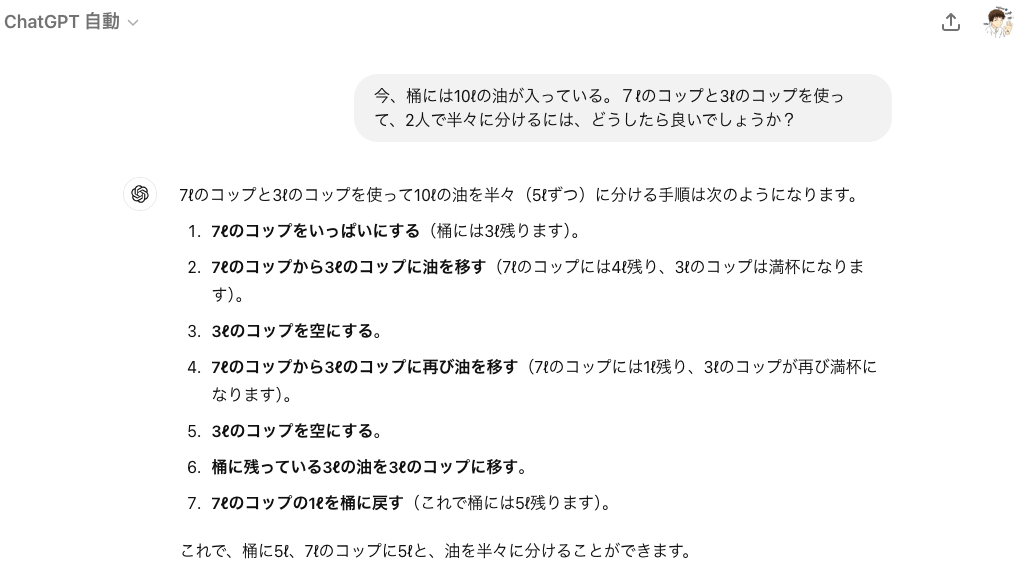 ChatGPT 自動
今、桶には10ℓの油が入っている。７ℓのコップと3ℓのコップを使っ
て、2人で半々に分けるには、どうしたら良いでしょうか？
7ℓのコップと3ℓのコップを使って10ℓの油を半々（5ℓずつ）に分ける手順は次のようになります。
1. 7ℓのコップをいっぱいにする（桶には3ℓ残ります）。
2. 7ℓのコップから3ℓのコップに油を移す（7ℓのコップには4ℓ残り、3ℓのコップは満杯になりま
す）。
3. 3ℓのコップを空にする。
4. 7ℓのコップから3ℓのコップに再び油を移す（7ℓのコップには1ℓ残り、3ℓのコップが再び満杯に
なります）。
5. 3ℓのコップを空にする。
6. 桶に残っている3ℓの油を3ℓのコップに移す。
7. 7ℓのコップの1ℓを桶に戻す（これで桶には5ℓ残ります）。
これで、桶に5ℓ、7ℓのコップに5ℓと、油を半々に分けることができます。